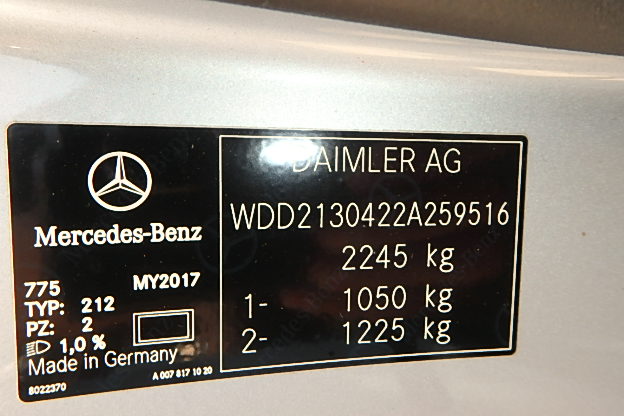 Mercedes-Benz
775 MY2017
TYP: 212
PZ: 2
1,0 %
Made in Germany
8022370 A 007 817 10 20
DAIMLER AG
WDD2130422A259516
2245 kg
1- 1050 kg
2- 1225 kg